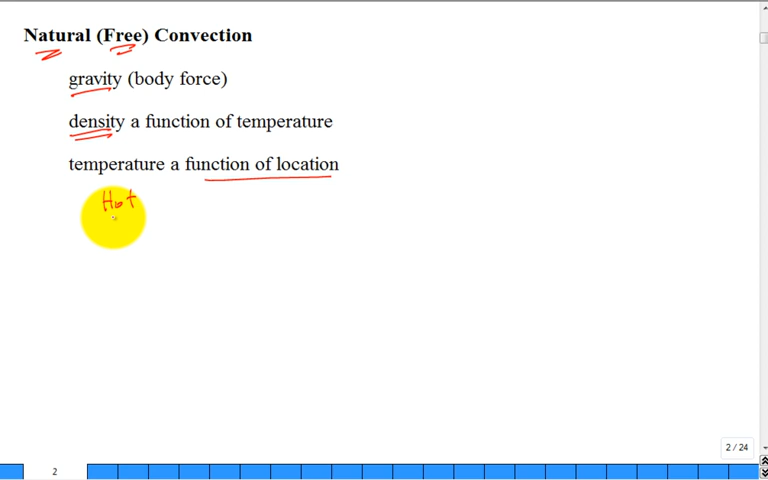 Natural (Free) Convection
gravity (body force)
density a function of temperature
temperature a function of location
Hot
2 / 24
2